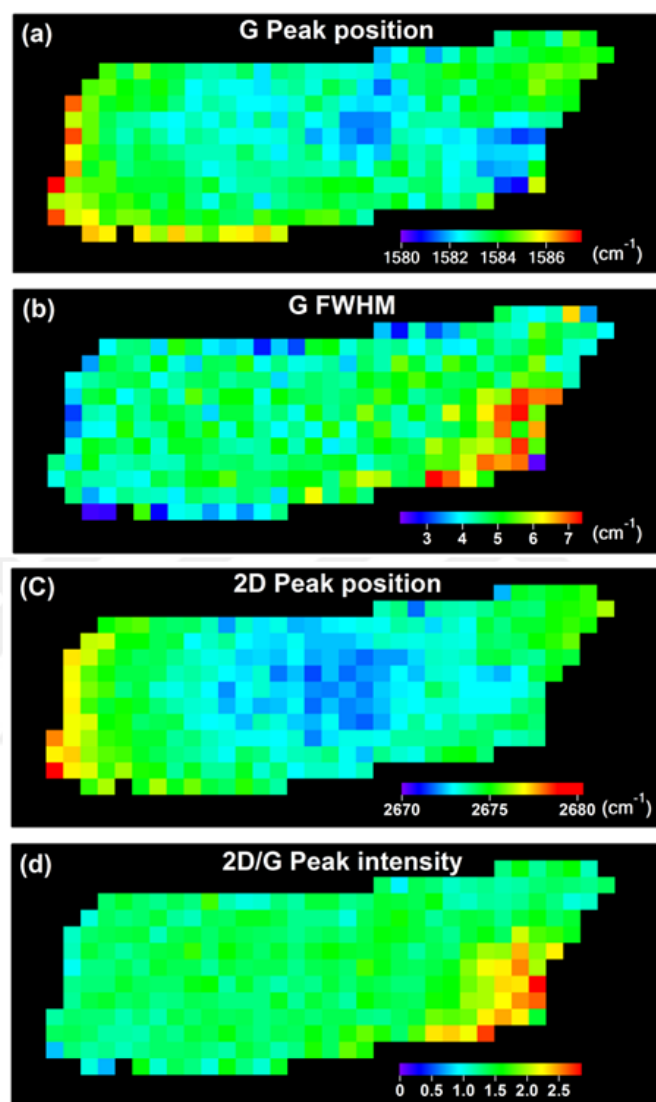 (a) G Peak position
1580 1582 1584 1586 (cm⁻¹)
(b) G FWHM
3 4 5 6 7 (cm⁻¹)
(C) 2D Peak position
2670 2675 2680 (cm⁻¹)
(d) 2D/G Peak intensity
0 0.5 1.0 1.5 2.0 2.5